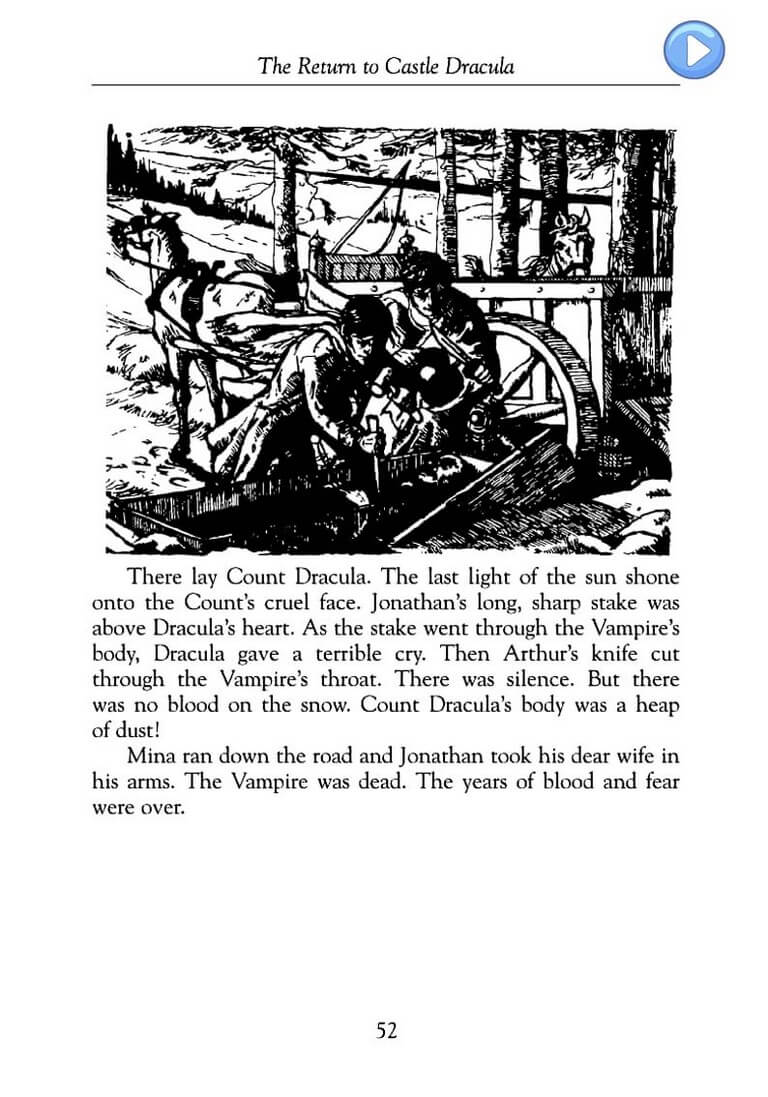 The Return to Castle Dracula
There lay Count Dracula. The last light of the sun shone
onto the Count’s cruel face. Jonathan’s long, sharp stake was
above Dracula’s heart. As the stake went through the Vampire’s
body, Dracula gave a terrible cry. Then Arthur’s knife cut
through the Vampire’s throat. There was silence. But there
was no blood on the snow. Count Dracula’s body was a heap
of dust!
Mina ran down the road and Jonathan took his dear wife in
his arms. The Vampire was dead. The years of blood and fear
were over.
52